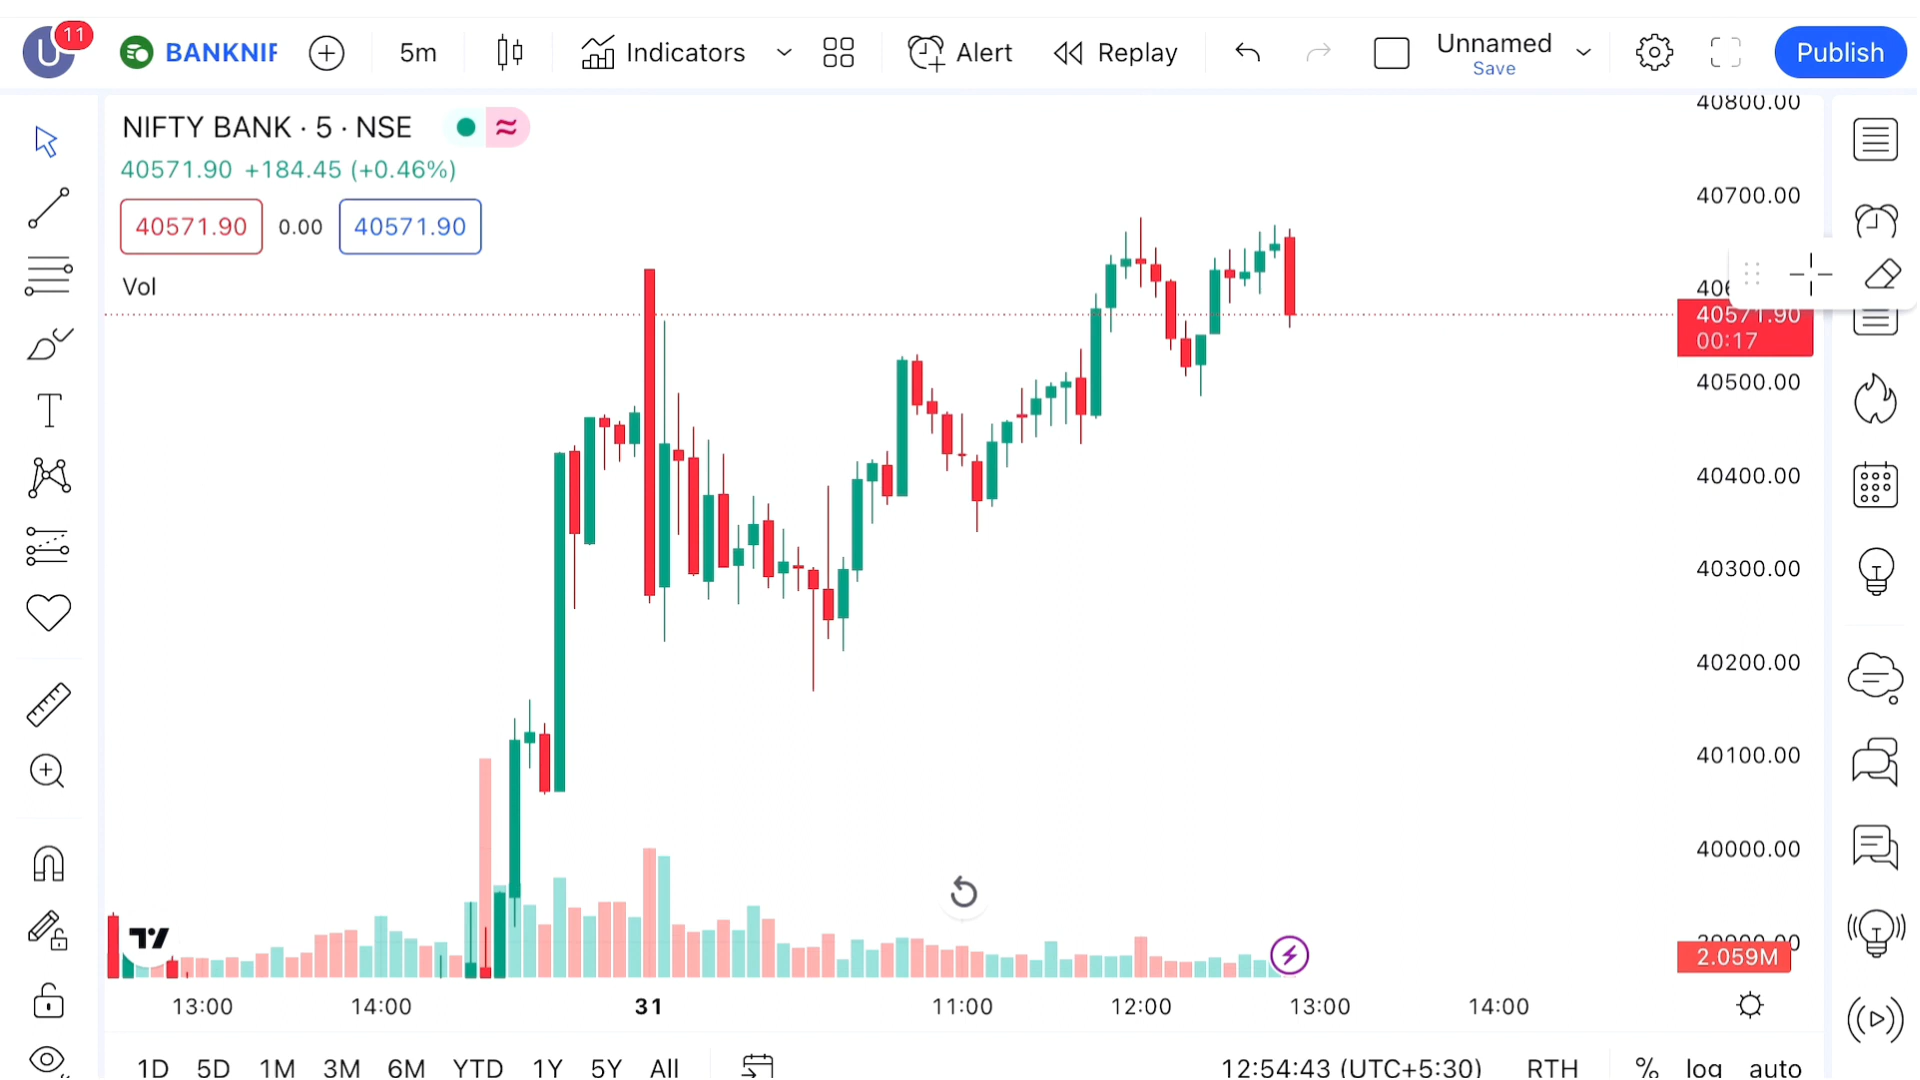 U 11 BANKNIF 5m Indicators Alert Replay Unnamed Publish
Save
NIFTY BANK · 5 · NSE
40571.90 +184.45 (+0.46%)
40571.90 0.00 40571.90
Vol
40800.00
40700.00
40571.90
00:17
40500.00
40400.00
40300.00
40200.00
40100.00
40000.00
2.059M
13:00 14:00 31 11:00 12:00 13:00 14:00
1D 5D 1M 3M 6M YTD 1Y 5Y All 12:54:43 (UTC+5:30) RTH % log auto